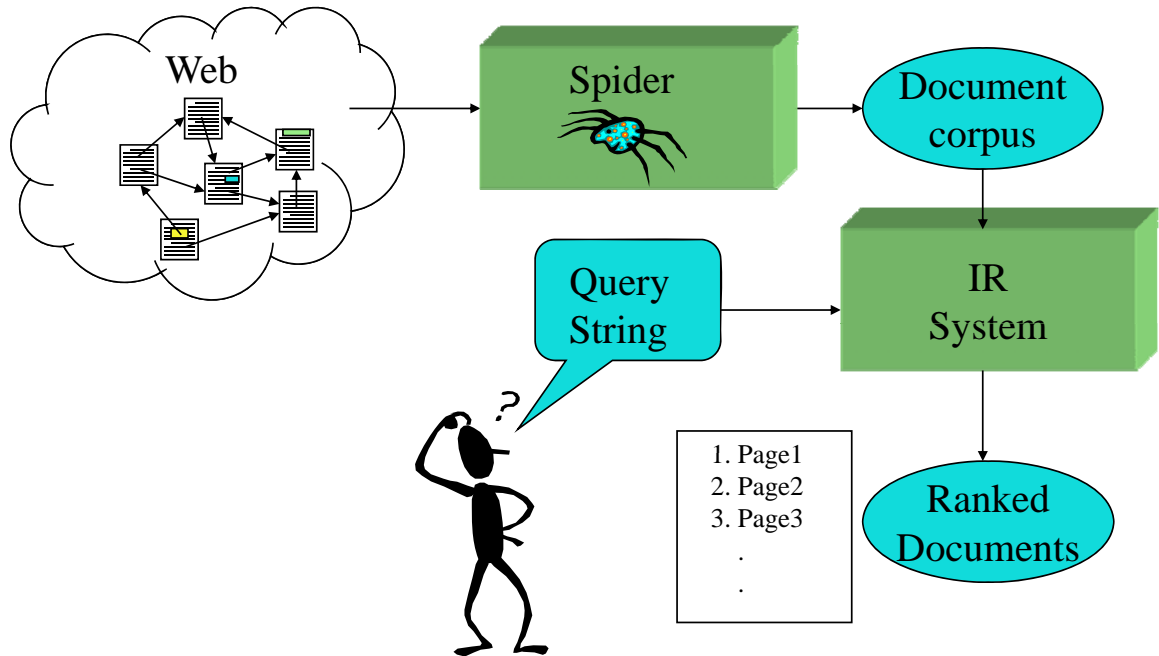 Web
Spider
Document
corpus
Query
String
IR
System
?
1. Page1
2. Page2
3. Page3
.
.
Ranked
Documents